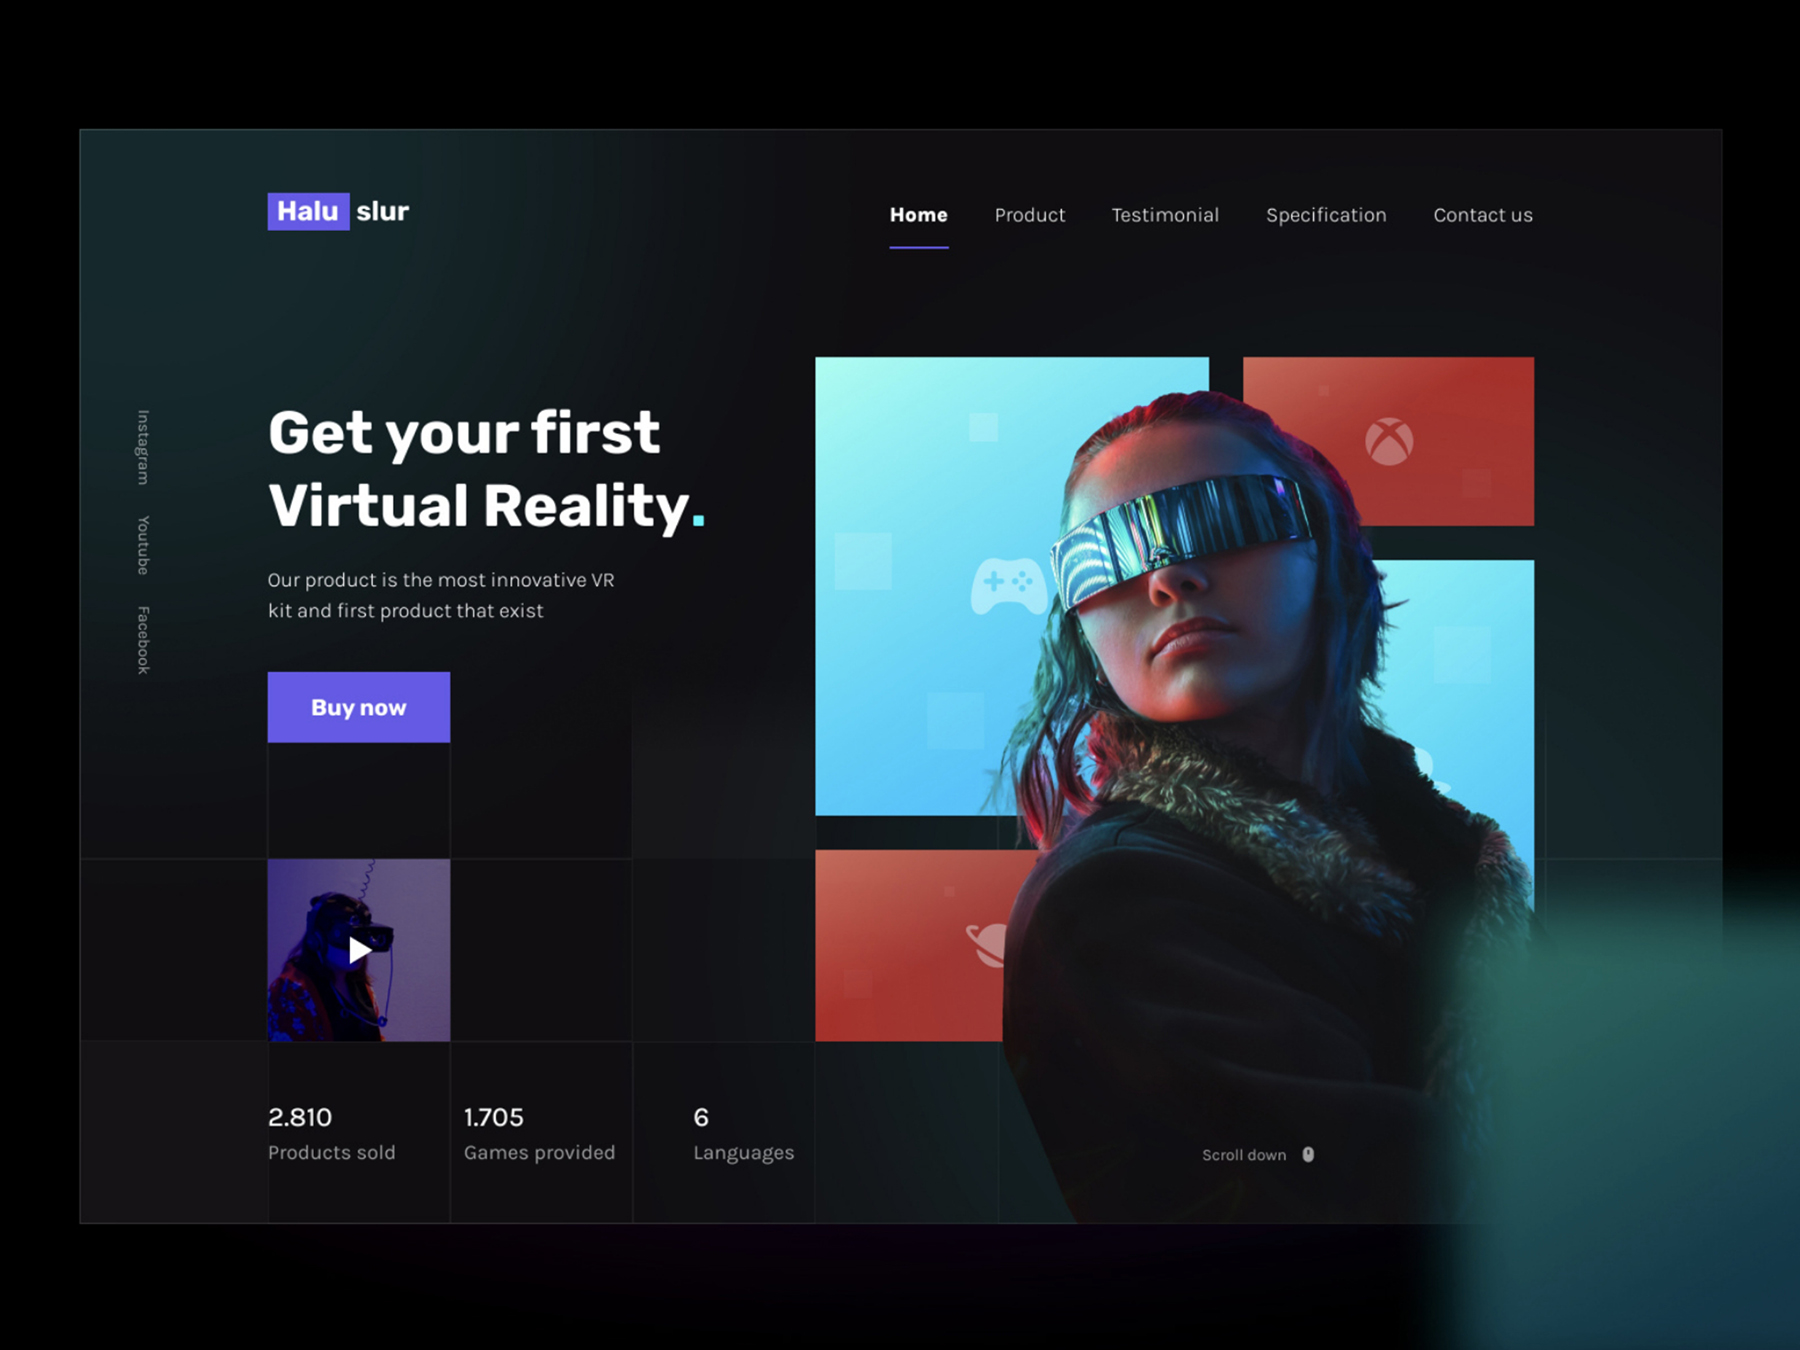 Halu slur
Home Product Testimonial Specification Contact us
Instagram
Youtube
Facebook
Get your first
Virtual Reality.
Our product is the most innovative VR
kit and first product that exist
Buy now
2.810
Products sold
1.705
Games provided
6
Languages
Scroll down